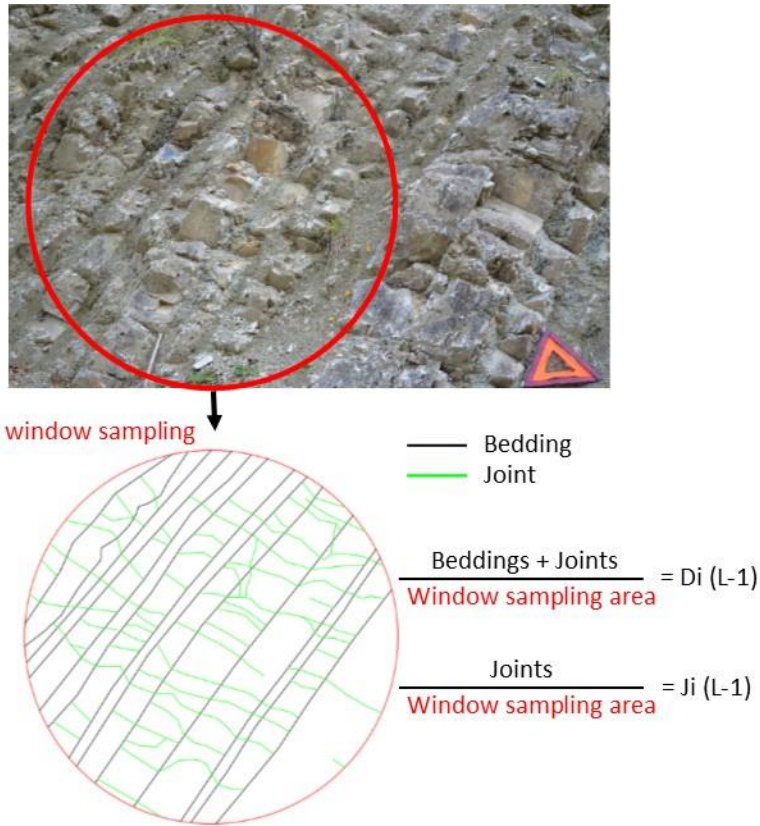 window sampling
Bedding
Joint
Beddings + Joints
Window sampling area
= Di (L-1)
Joints
Window sampling area
= Ji (L-1)